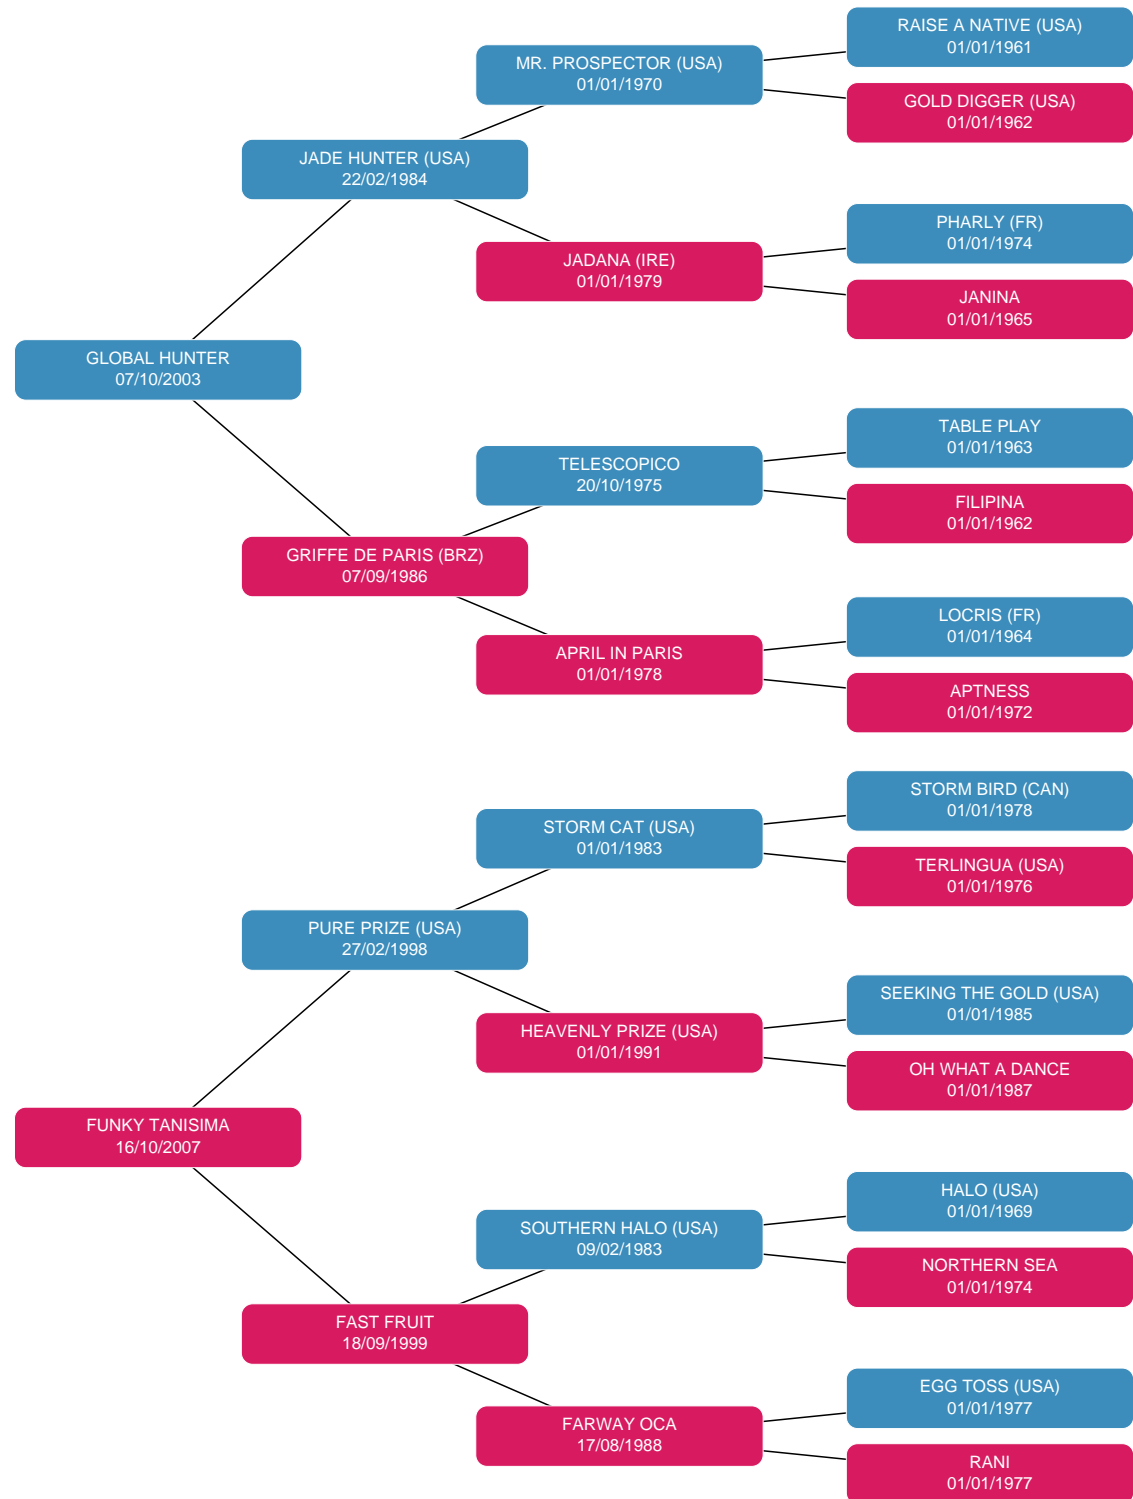 RAISE A NATIVE (USA)
01/01/1961
MR. PROSPECTOR (USA)
01/01/1970
GOLD DIGGER (USA)
01/01/1962
JADE HUNTER (USA)
22/02/1984
PHARLY (FR)
01/01/1974
JADANA (IRE)
01/01/1979
JANINA
01/01/1965
GLOBAL HUNTER
07/10/2003
TABLE PLAY
01/01/1963
TELESCOPICO
20/10/1975
FILIPINA
01/01/1962
GRIFFE DE PARIS (BRZ)
07/09/1986
LOCRIS (FR)
01/01/1964
APRIL IN PARIS
01/01/1978
APTNESS
01/01/1972
STORM BIRD (CAN)
01/01/1978
STORM CAT (USA)
01/01/1983
TERLINGUA (USA)
01/01/1976
PURE PRIZE (USA)
27/02/1998
SEEKING THE GOLD (USA)
01/01/1985
HEAVENLY PRIZE (USA)
01/01/1991
OH WHAT A DANCE
01/01/1987
FUNKY TANISIMA
16/10/2007
HALO (USA)
01/01/1969
SOUTHERN HALO (USA)
09/02/1983
NORTHERN SEA
01/01/1974
FAST FRUIT
18/09/1999
EGG TOSS (USA)
01/01/1977
FARWAY OCA
17/08/1988
RANI
01/01/1977